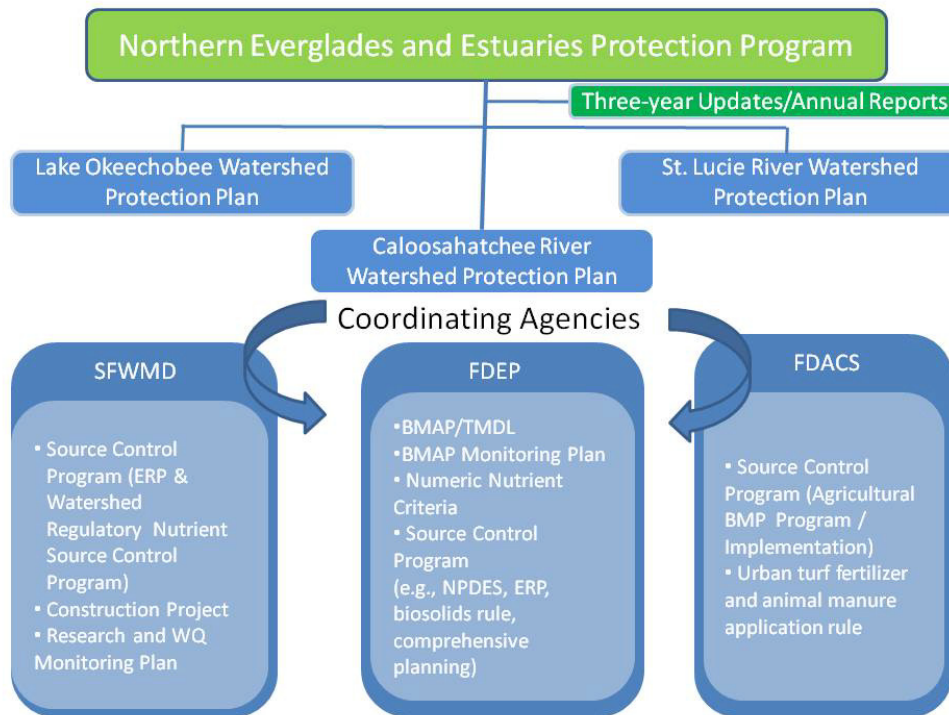 Northern Everglades and Estuaries Protection Program
Three-year Updates/Annual Reports
Lake Okeechobee Watershed
Protection Plan
St. Lucie River Watershed
Protection Plan
Caloosahatchee River
Watershed Protection Plan
Coordinating Agencies
SFWMD
• Source Control
Program (ERP &
Watershed
Regulatory Nutrient
Source Control
Program)
• Construction Project
• Research and WQ
Monitoring Plan
FDEP
•BMAP/TMDL
•BMAP Monitoring Plan
• Numeric Nutrient
Criteria
• Source Control
Program
(e.g., NPDES, ERP,
biosolids rule,
comprehensive
planning)
FDACS
• Source Control
Program (Agricultural
BMP Program /
Implementation)
• Urban turf fertilizer
and animal manure
application rule